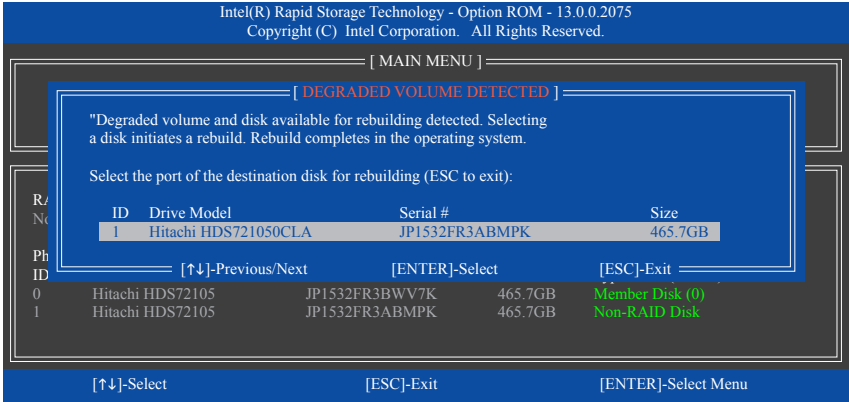 Intel(R) Rapid Storage Technology - Option ROM - 13.0.0.2075
Copyright (C) Intel Corporation. All Rights Reserved.
[ MAIN MENU ]
[ DEGRADED VOLUME DETECTED ]
"Degraded volume and disk available for rebuilding detected. Selecting
a disk initiates a rebuild. Rebuild completes in the operating system.
Select the port of the destination disk for rebuilding (ESC to exit):
ID Drive Model Serial # Size
1 Hitachi HDS721050CLA JP1532FR3ABMPK 465.7GB
[↑↓]-Previous/Next [ENTER]-Select [ESC]-Exit
ID
0 Hitachi HDS72105 JP1532FR3BWV7K 465.7GB Member Disk (0)
1 Hitachi HDS72105 JP1532FR3ABMPK 465.7GB Non-RAID Disk
[↑↓]-Select [ESC]-Exit [ENTER]-Select Menu